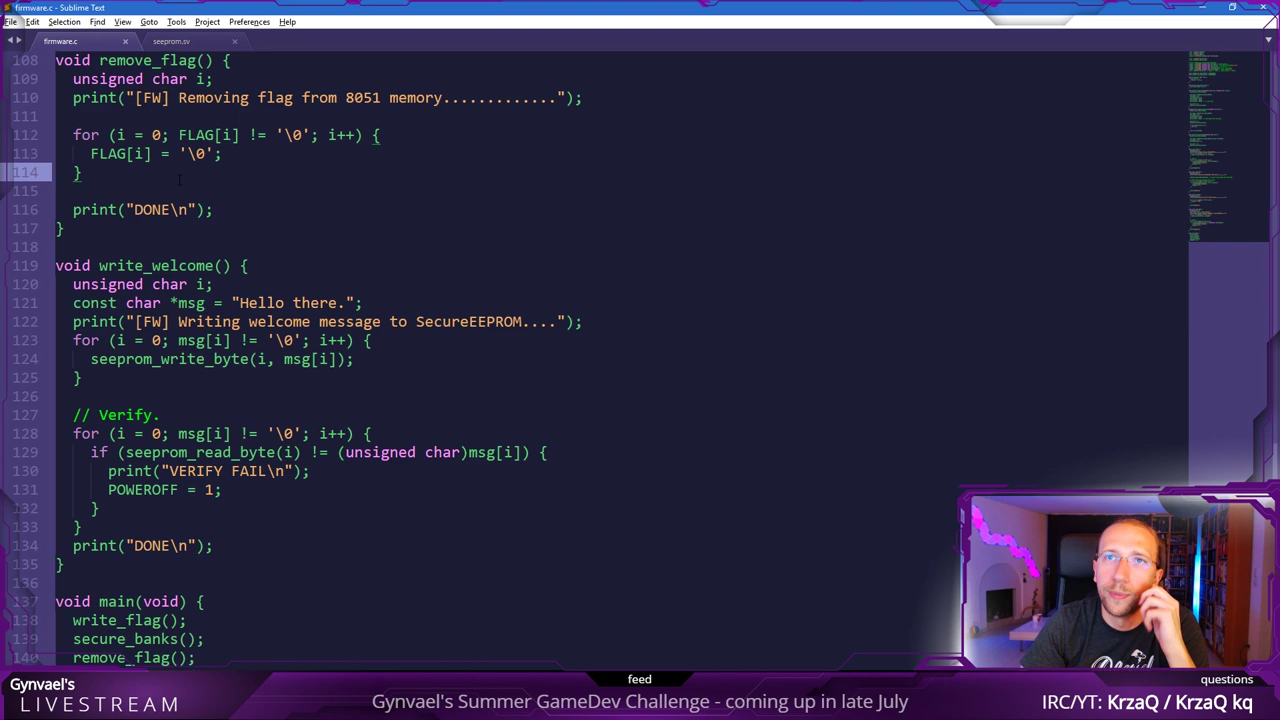 firmware.c - Sublime Text
File Edit Selection Find View Goto Tools Project Preferences Help
firmware.c × seeprom.sv ×
108 void remove_flag() {
109 unsigned char i;
110 print("[FW] Removing flag from 8051 memory.............");
111
112 for (i = 0; FLAG[i] != '\0'; i++) {
113 FLAG[i] = '\0';
114 }
115
116 print("DONE\n");
117 }
118
119 void write_welcome() {
120 unsigned char i;
121 const char *msg = "Hello there.";
122 print("[FW] Writing welcome message to SecureEEPROM....");
123 for (i = 0; msg[i] != '\0'; i++) {
124 seeprom_write_byte(i, msg[i]);
125 }
126
127 // Verify.
128 for (i = 0; msg[i] != '\0'; i++) {
129 if (seeprom_read_byte(i) != (unsigned char)msg[i]) {
130 print("VERIFY FAIL\n");
131 POWEROFF = 1;
132 }
133 }
134 print("DONE\n");
135 }
136
137 void main(void) {
138 write_flag();
139 secure_banks();
140 remove_flag();
Gynvael's
LIVESTREAM
feed
Gynvael's Summer GameDev Challenge - coming up in late July
questions
IRC/YT: KrzaQ / KrzaQ kq